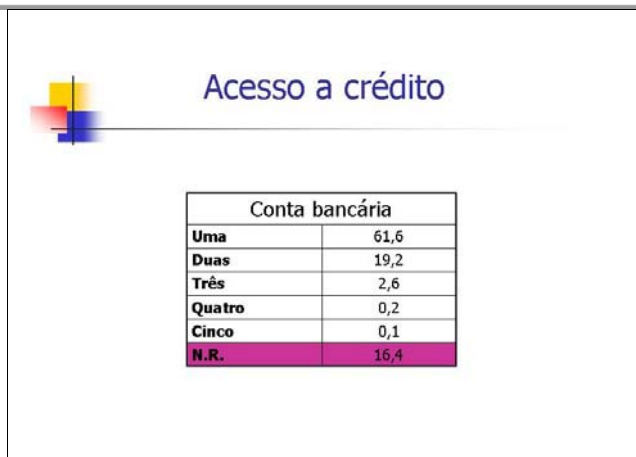 Acesso a crédito
Conta bancária
Uma 61,6
Duas 19,2
Três 2,6
Quatro 0,2
Cinco 0,1
N.R. 16,4